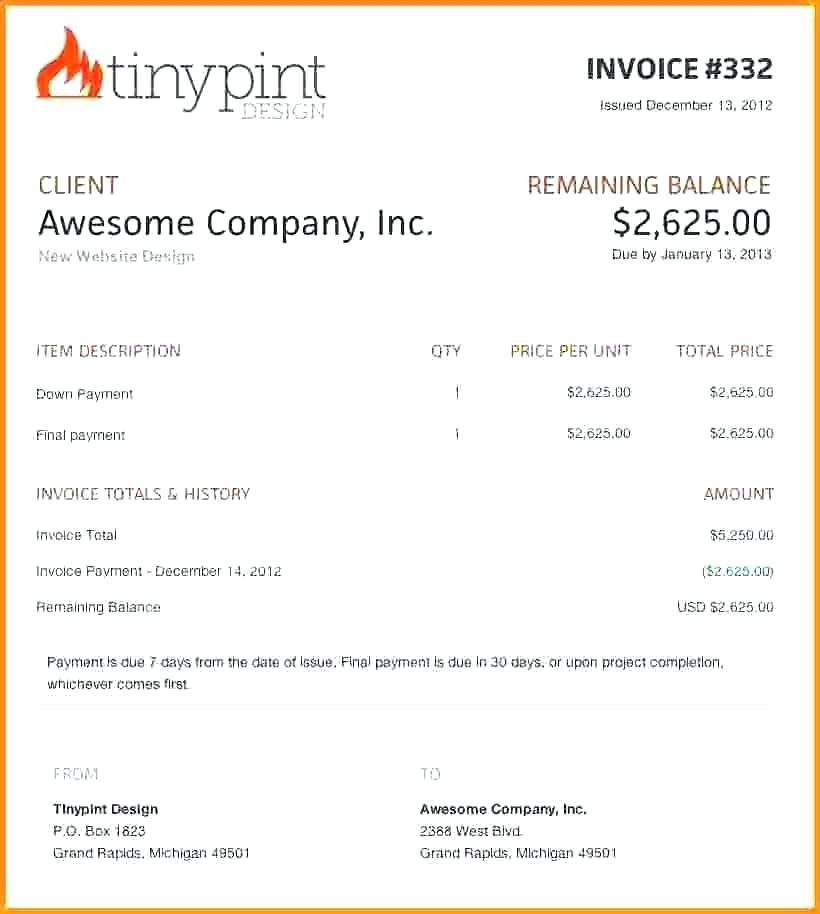 tinypint
DESIGN
INVOICE #332
Issued December 13, 2012
CLIENT
REMAINING BALANCE
Awesome Company, Inc.
$2,625.00
New Website Design
Due by January 13, 2013
ITEM DESCRIPTION QTY PRICE PER UNIT TOTAL PRICE
Down Payment 1 $2,625.00 $2,625.00
Final payment 1 $2,625.00 $2,625.00
INVOICE TOTALS & HISTORY AMOUNT
Invoice Total $5,250.00
Invoice Payment - December 14, 2012 ($2,625.00)
Remaining Balance USD $2,625.00
Payment is due 7 days from the date of issue. Final payment is due in 30 days, or upon project completion,
whichever comes first.
FROM
Tinypint Design
P.O. Box 1823
Grand Rapids, Michigan 49501
TO
Awesome Company, Inc.
2388 West Blvd.
Grand Rapids, Michigan 49501